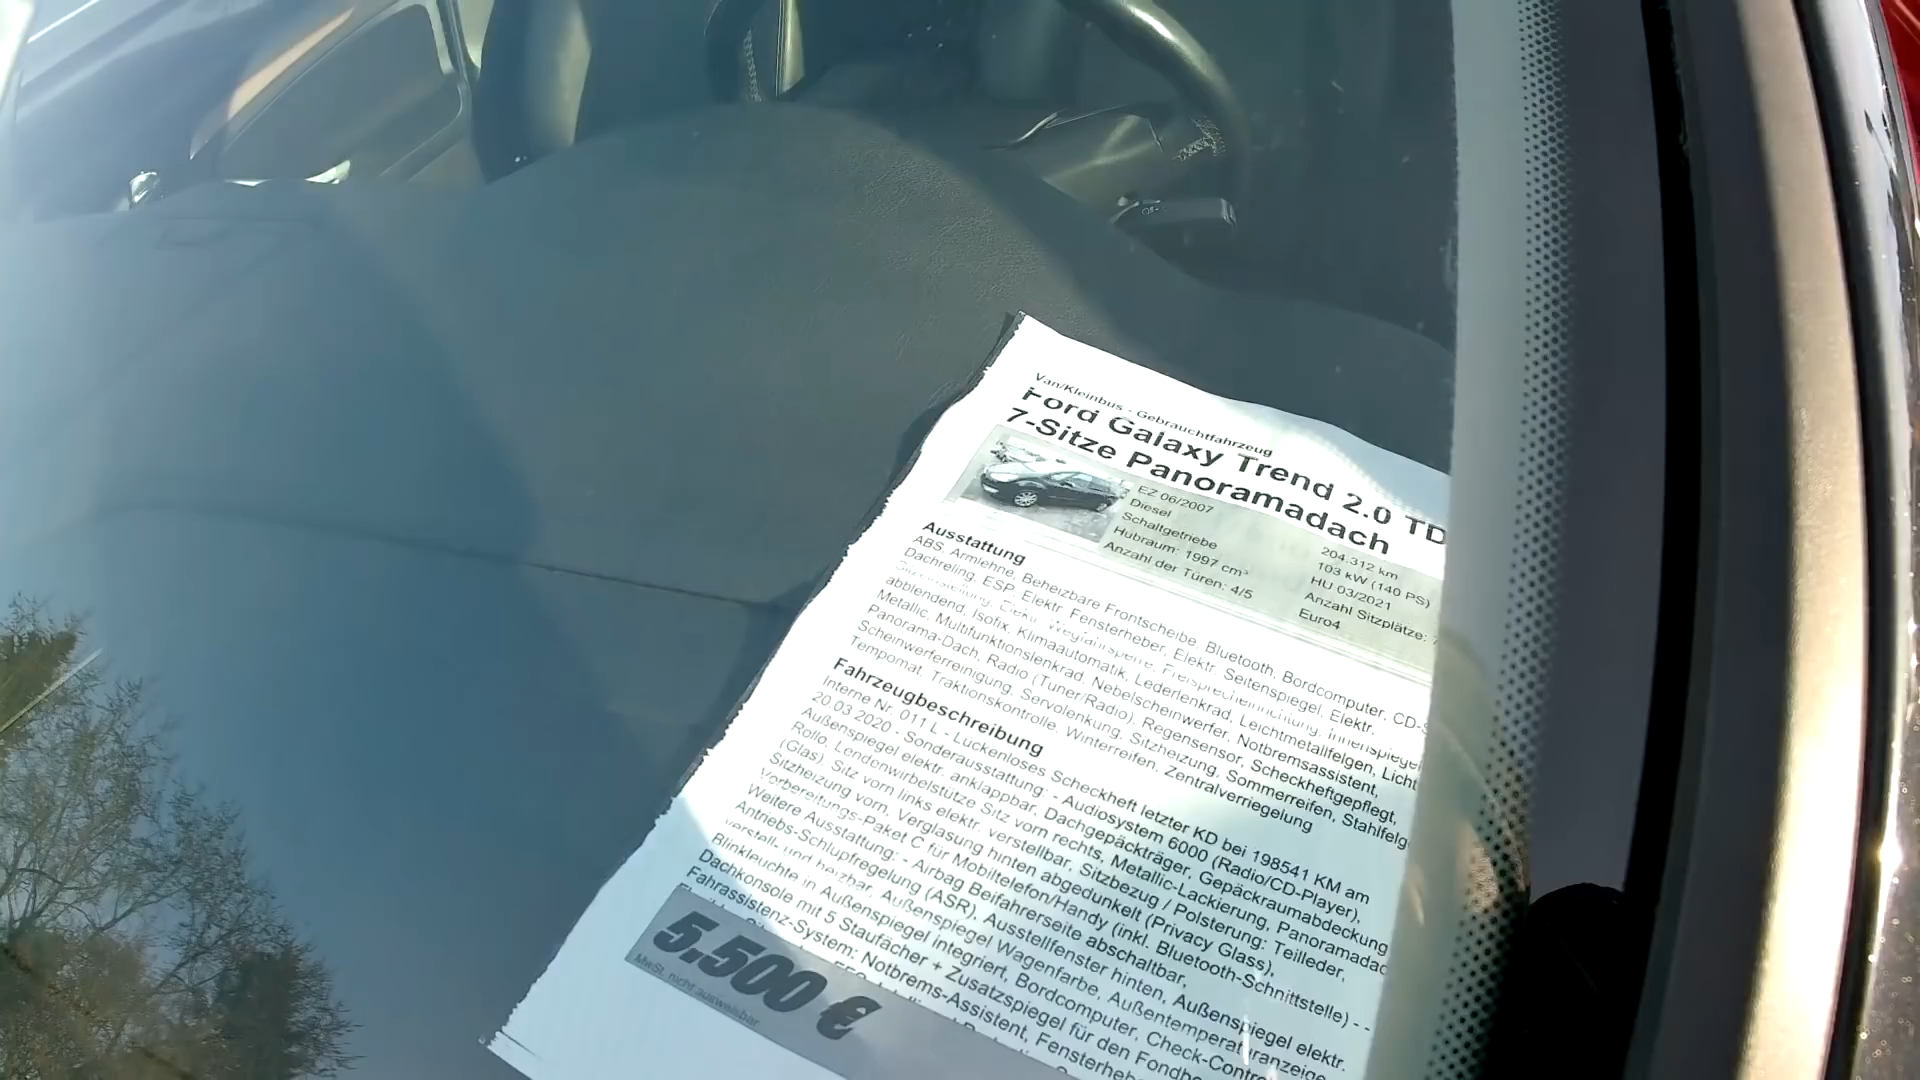 Van/Kleinbus - Gebrauchtfahrzeug
Ford Galaxy Trend 2.0 TD
7-Sitze Panoramadach
EZ 06/2007
Diesel
Schaltgetriebe
Hubraum: 1997 cm³
Anzahl der Türen: 4/5
204.312 km
103 kW (140 PS)
HU 03/2021
Anzahl Sitzplätze:
Euro4
Ausstattung
ABS, Armlehne, Beheizbare Frontscheibe, Bluetooth, Bordcomputer, CD-
Dachreling, ESP, Elektr. Fensterheber, Elektr. Seitenspiegel, Elektr.
Elektr. Wegfahrsperre, Freisprecheinrichtung, Innenspiegel
abblendend, Isofix, Klimaautomatik, Lederlenkrad, Leichtmetallfelgen, Licht
Metallic, Multifunktionslenkrad, Nebelscheinwerfer, Notbremsassistent,
Panorama-Dach, Radio (Tuner/Radio), Regensensor, Scheckheftgepflegt,
Scheinwerferreinigung, Servolenkung, Sitzheizung, Sommerreifen, Stahlfelg
Tempomat, Traktionskontrolle, Winterreifen, Zentralverriegelung
Fahrzeugbeschreibung
Interne Nr. 011 L - Luckenloses Scheckheft letzter KD bei 198541 KM am
20.03.2020 - Sonderausstattung: - Audiosystem 6000 (Radio/CD-Player),
Außenspiegel elektr. anklappbar, Dachgepäckträger, Gepäckraumabdeckung
Rollo, Lendenwirbelstütze Sitz vorn rechts, Metallic-Lackierung, Panoramadac
(Glas), Sitz vorn links elektr. verstellbar, Sitzbezug / Polsterung: Teilleder,
Sitzheizung vorn, Verglasung hinten abgedunkelt (Privacy Glass),
Vorbereitungs-Paket C für Mobiltelefon/Handy (inkl. Bluetooth-Schnittstelle) - -
Weitere Ausstattung: - Airbag Beifahrerseite abschaltbar,
Antriebs-Schlupfregelung (ASR), Ausstellfenster hinten, Außenspiegel elektr.
verstell- und heizbar, Außenspiegel Wagenfarbe, Außentemperaturanzeige
Blinkleuchte in Außenspiegel integriert, Bordcomputer, Check-Contro
Dachkonsole mit 5 Staufächer + Zusatzspiegel für den Fondbe
Fahrassistenz-System: Notbrems-Assistent, Fensterhebe
5.500 €
MwSt. nicht ausweisbar